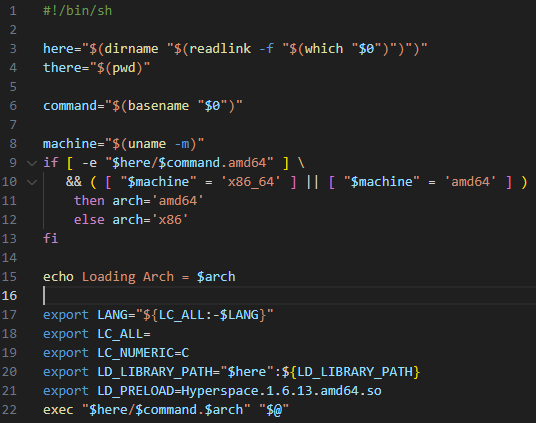 1 #!/bin/sh
2
3 here="$(dirname "$(readlink -f "$(which "$0")")")"
4 there="$(pwd)"
5
6 command="$(basename "$0")"
7
8 machine="$(uname -m)"
9 if [ -e "$here/$command.amd64" ] \
10 && ( [ "$machine" = 'x86_64' ] || [ "$machine" = 'amd64' ] )
11 then arch='amd64'
12 else arch='x86'
13 fi
14
15 echo Loading Arch = $arch
16
17 export LANG="${LC_ALL:-$LANG}"
18 export LC_ALL=
19 export LC_NUMERIC=C
20 export LD_LIBRARY_PATH="$here":${LD_LIBRARY_PATH}
21 export LD_PRELOAD=Hyperspace.1.6.13.amd64.so
22 exec "$here/$command.$arch" "$@"